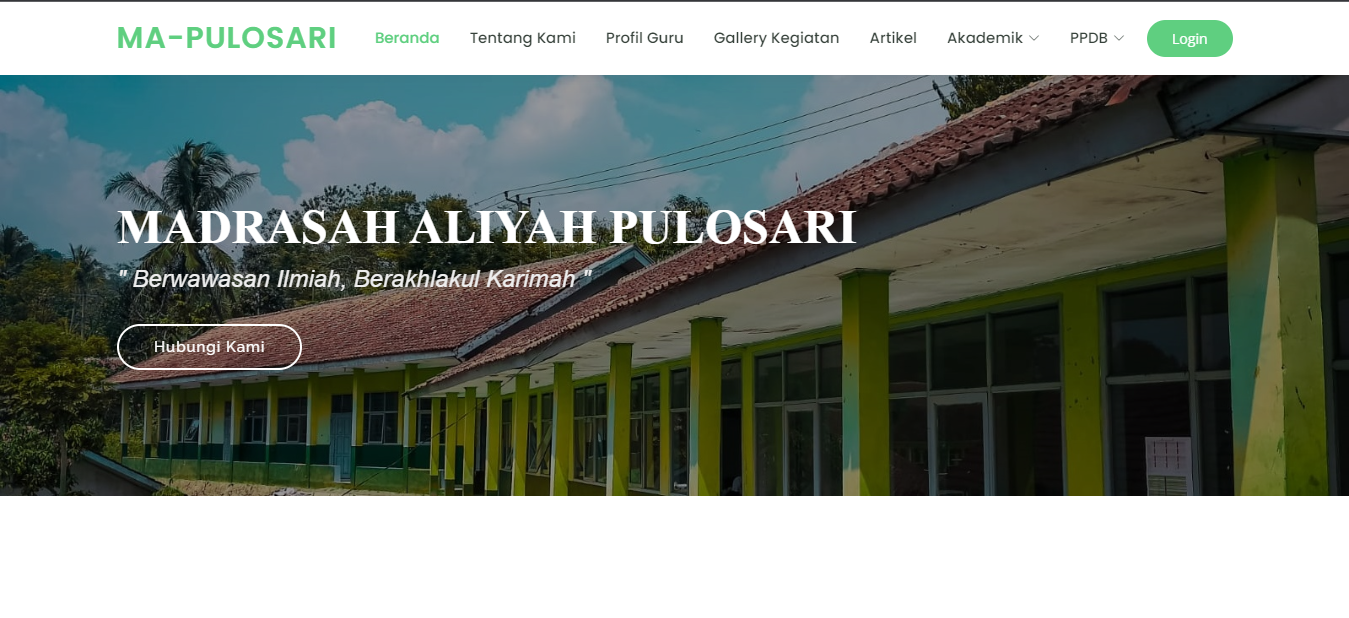 MA-PULOSARI
Beranda
Tentang Kami
Profil Guru
Gallery Kegiatan
Artikel
Akademik
PPDB
Login
MADRASAH ALIYAH PULOSARI
" Berwawasan Ilmiah, Berakhlakul Karimah "
Hubungi Kami